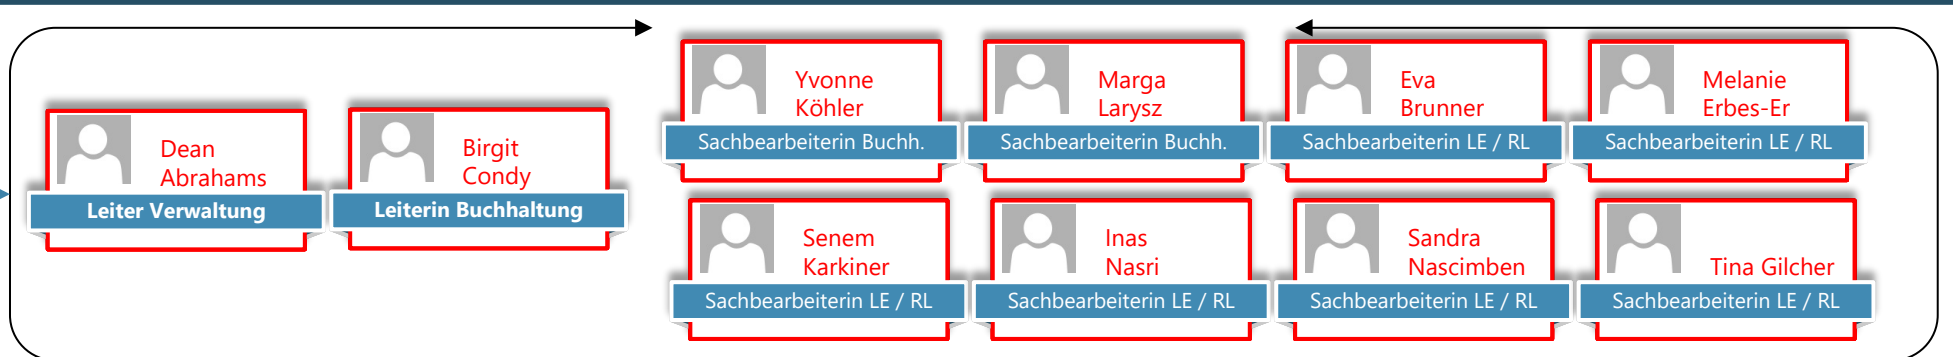 Dean
Abrahams
Leiter Verwaltung
Birgit
Condy
Leiterin Buchhaltung
Yvonne
Köhler
Sachbearbeiterin Buchh.
Marga
Larysz
Sachbearbeiterin Buchh.
Eva
Brunner
Sachbearbeiterin LE / RL
Melanie
Erbes-Er
Sachbearbeiterin LE / RL
Senem
Karkiner
Sachbearbeiterin LE / RL
Inas
Nasri
Sachbearbeiterin LE / RL
Sandra
Nascimben
Sachbearbeiterin LE / RL
Tina Gilcher
Sachbearbeiterin LE / RL